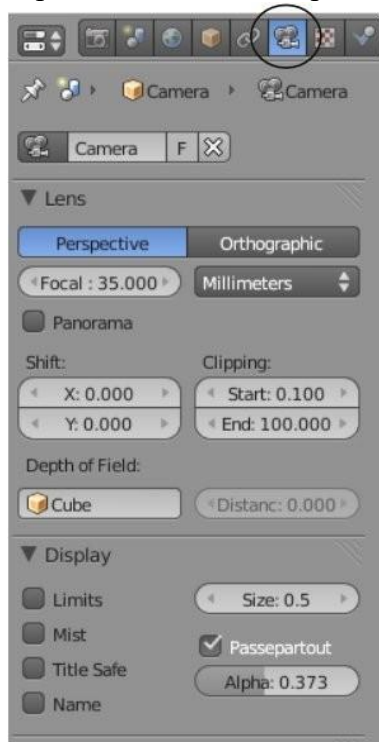 Camera Camera
Camera F
Lens
Perspective Orthographic
Focal : 35.000 Millimeters
Panorama
Shift: Clipping:
X: 0.000 Start: 0.100
Y: 0.000 End: 100.000
Depth of Field:
Cube Distanc: 0.000
Display
Limits Size: 0.5
Mist Passepartout
Title Safe Alpha: 0.373
Name